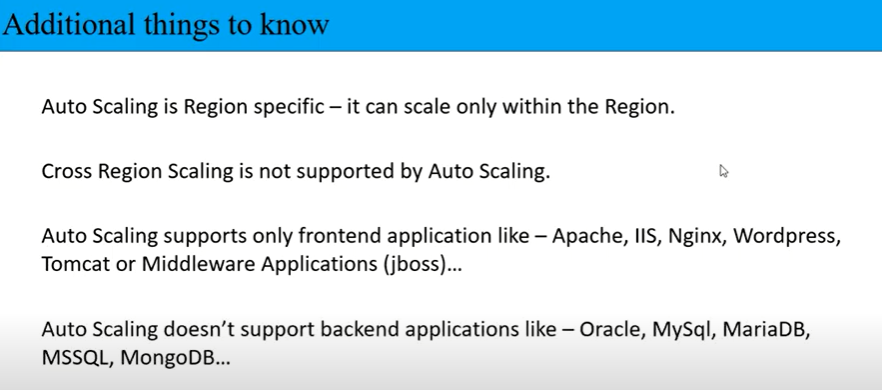 Additional things to know
Auto Scaling is Region specific – it can scale only within the Region.
Cross Region Scaling is not supported by Auto Scaling.
Auto Scaling supports only frontend application like – Apache, IIS, Nginx, Wordpress,
Tomcat or Middleware Applications (jboss)...
Auto Scaling doesn’t support backend applications like – Oracle, MySql, MariaDB,
MSSQL, MongoDB...